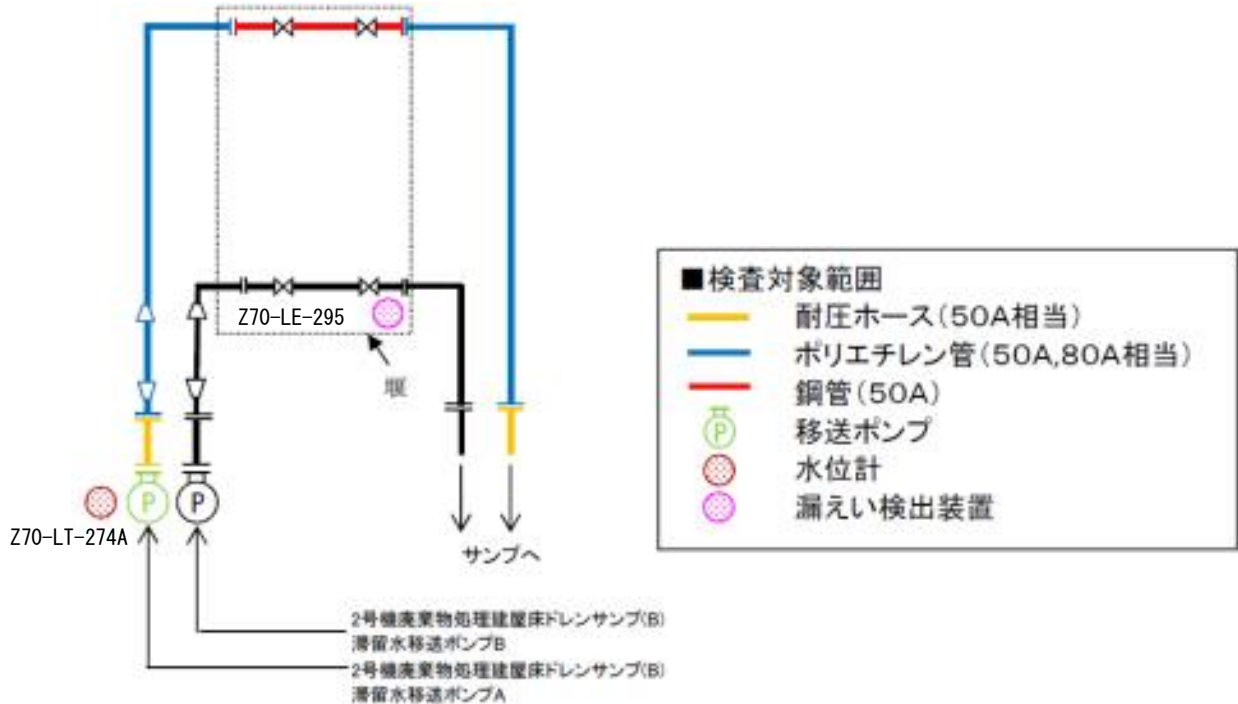 Z70-LE-295
堰
Z70-LT-274A
P
P
サンプへ
2号機廃棄物処理建屋床ドレンサンプ(B)
滞留水移送ポンプB
2号機廃棄物処理建屋床ドレンサンプ(B)
滞留水移送ポンプA
■検査対象範囲
耐圧ホース(50A相当)
ポリエチレン管(50A,80A相当)
鋼管(50A)
P
移送ポンプ
水位計
漏えい検出装置